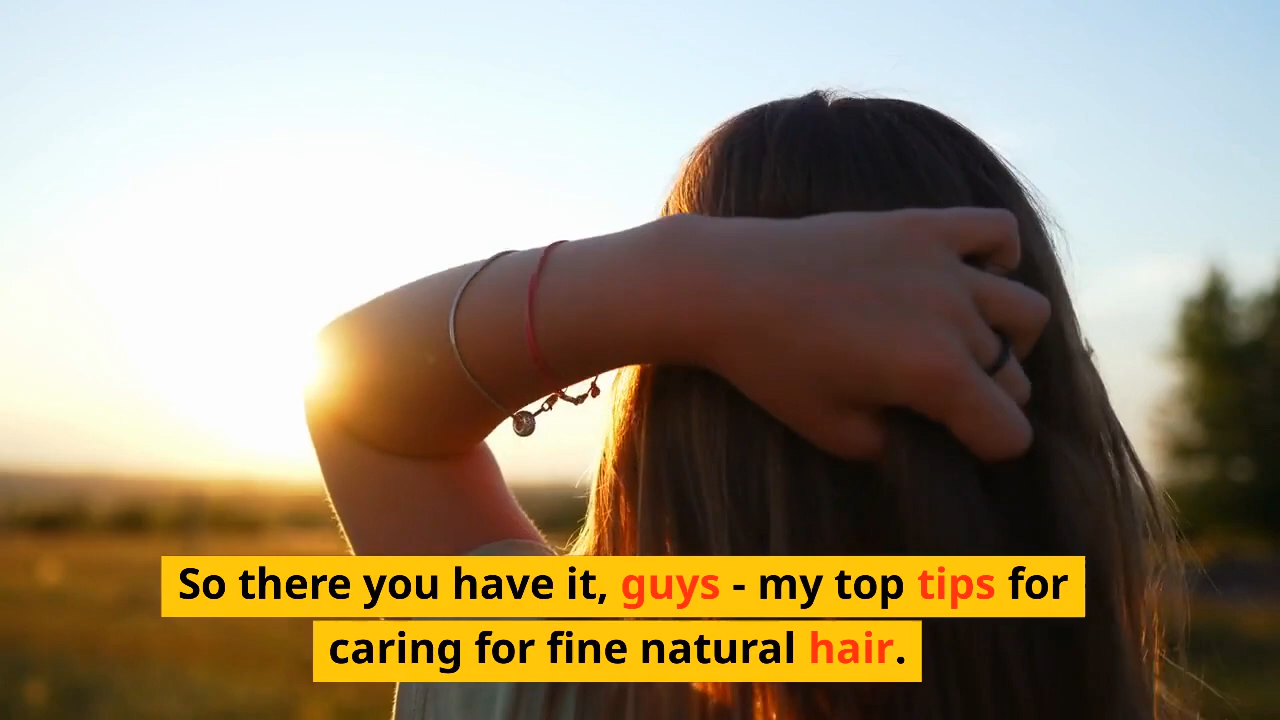 So there you have it, guys - my top tips for
caring for fine natural hair.